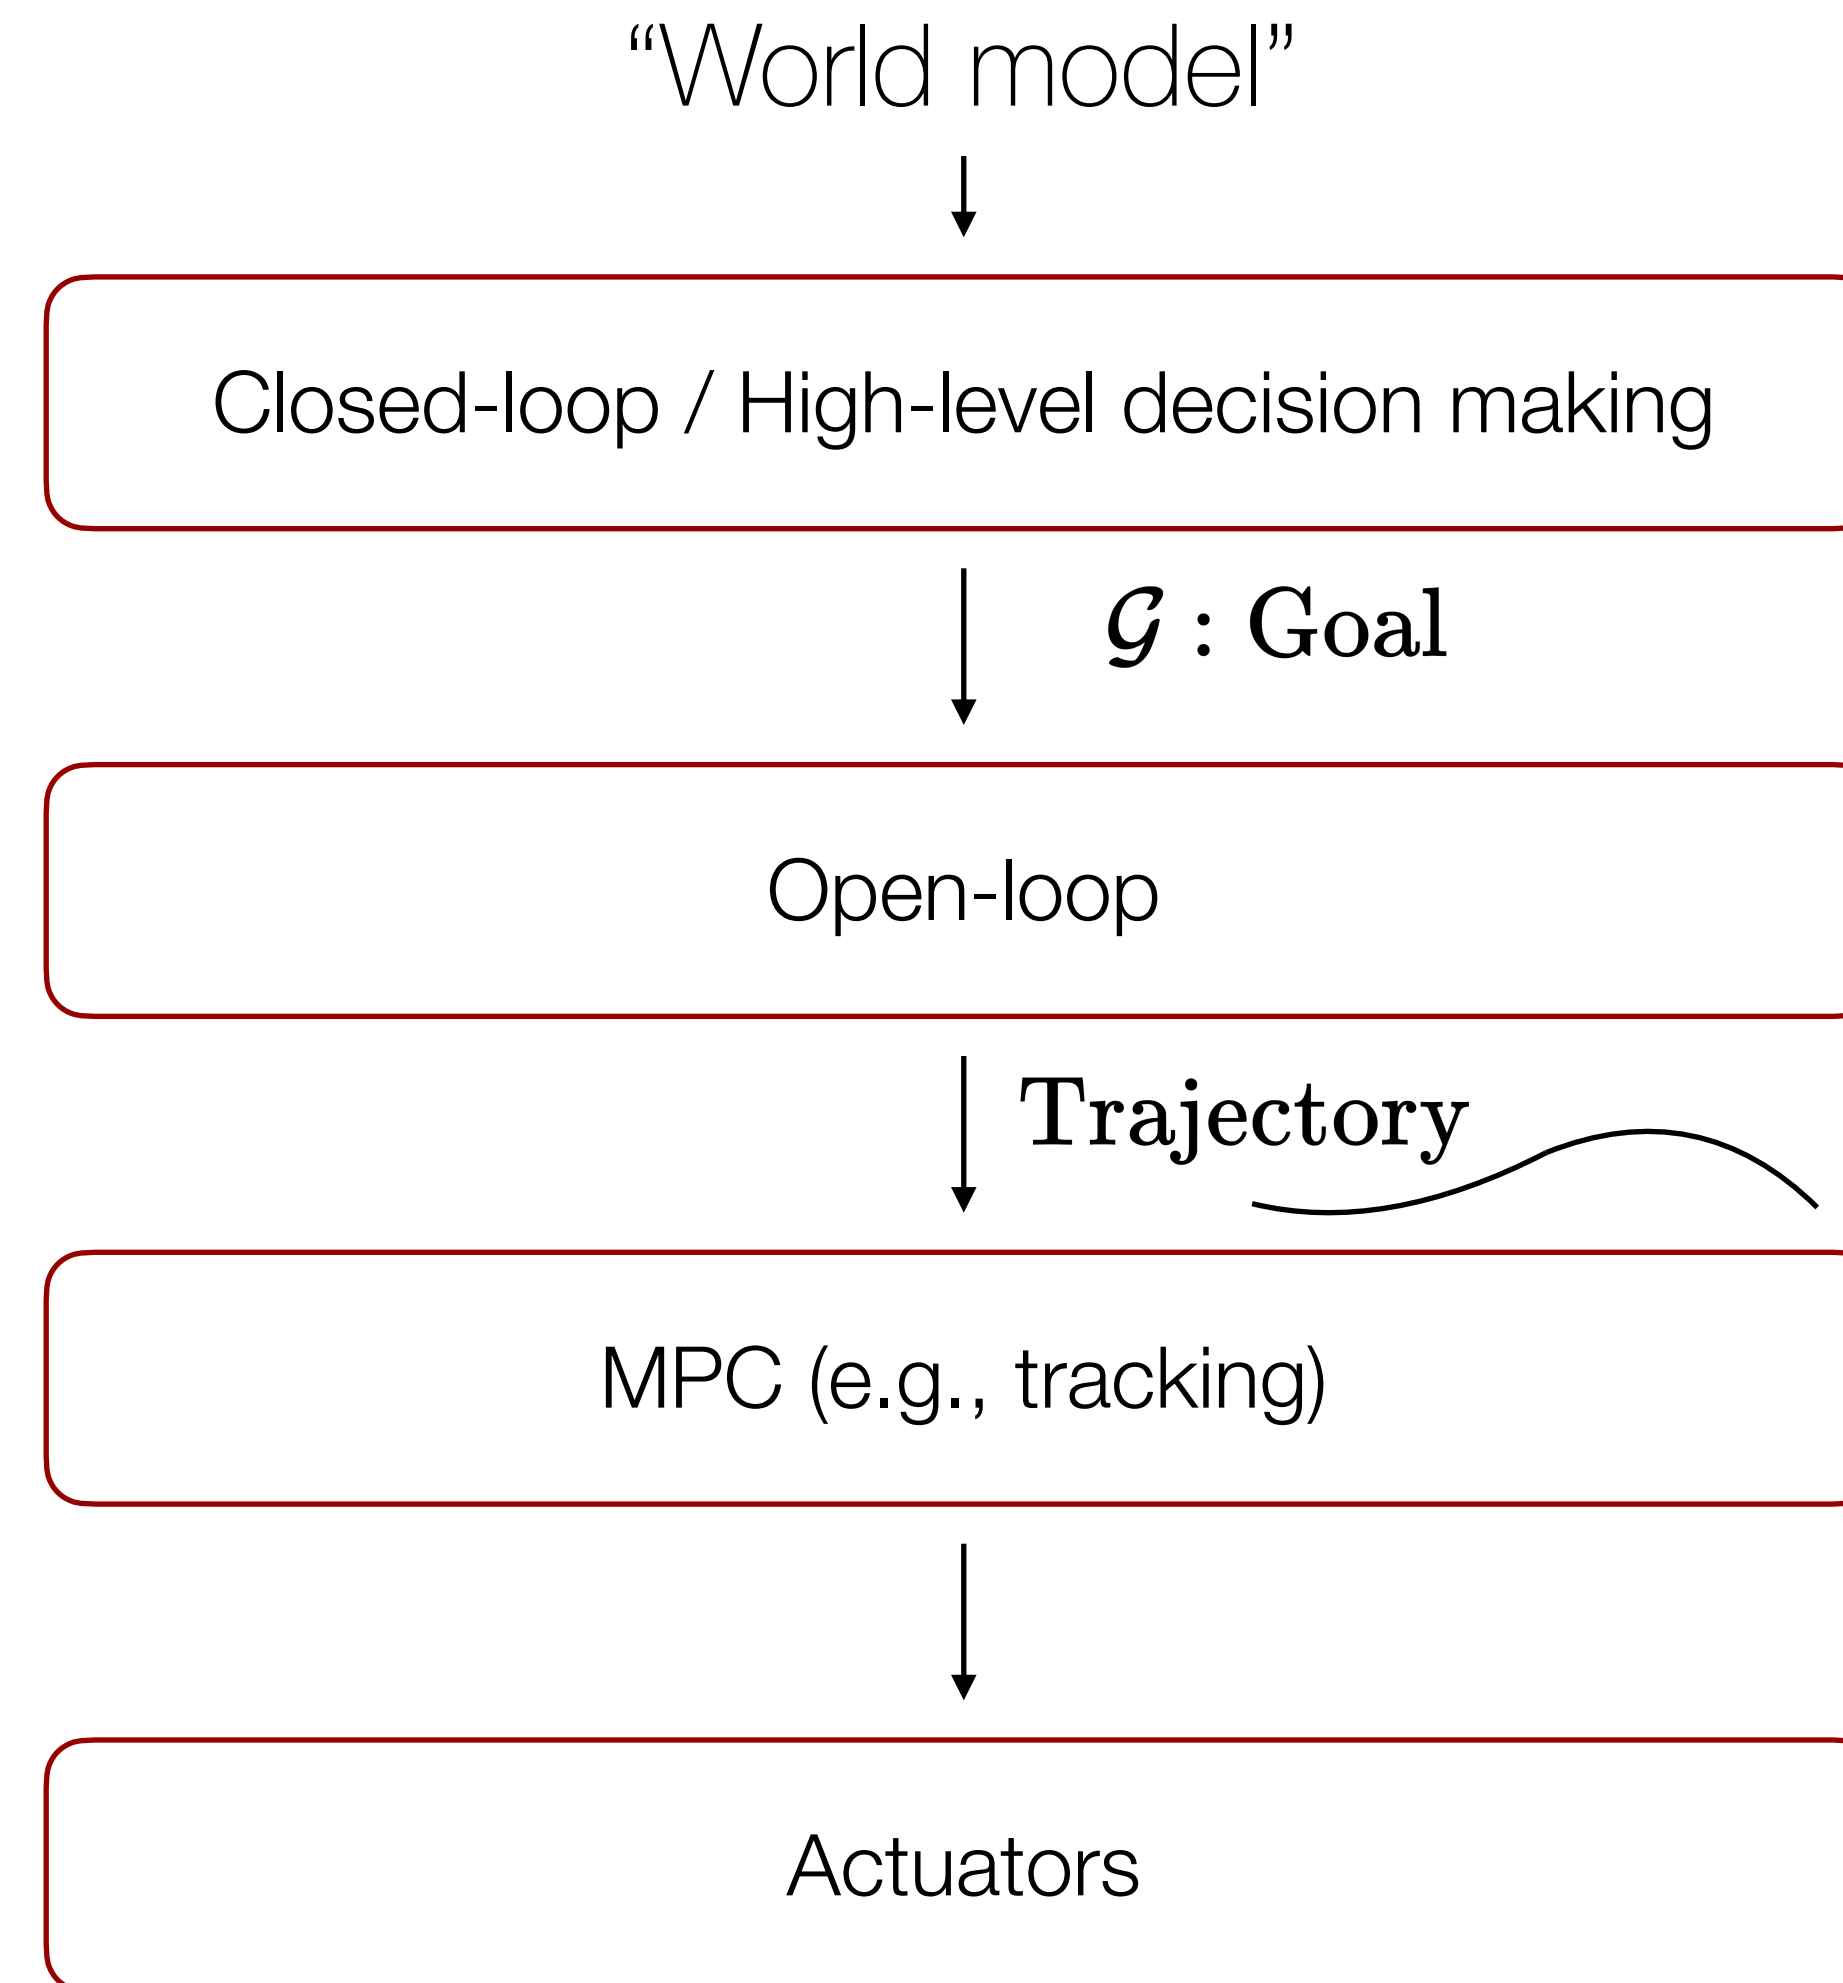 “World model”
Closed-loop / High-level decision making
𝒢 : Goal
Open-loop
Trajectory
MPC (e.g., tracking)
Actuators